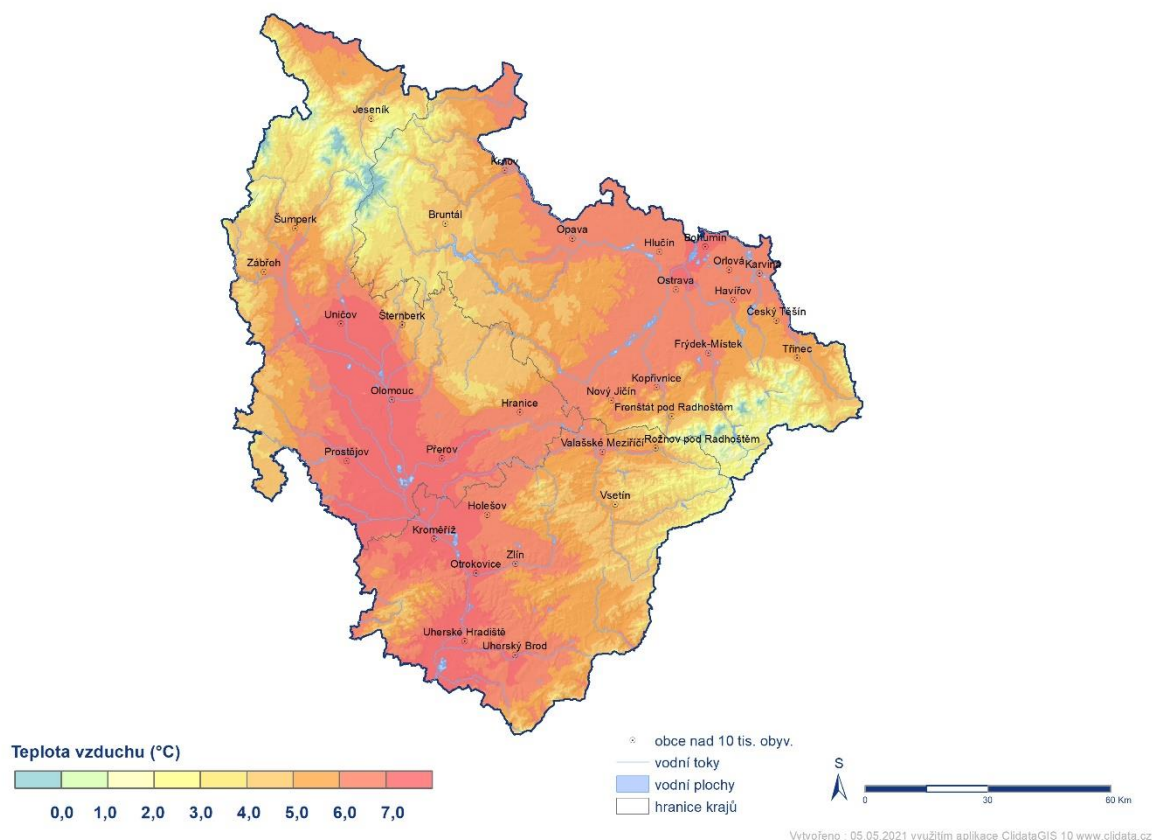 Jeseník
Krnov
Bruntál
Šumperk
Opava
Hlučín
Bohumín
Zábřeh
Orlová
Karviná
Ostrava
Havířov
Uničov
Šternberk
Český Těšín
Frýdek-Místek
Třinec
Kopřivnice
Olomouc
Nový Jičín
Hranice
Frenštát pod Radhoštěm
Valašské Meziříčí
Rožnov pod Radhoštěm
Prostějov
Přerov
Vsetín
Holešov
Kroměříž
Zlín
Otrokovice
Uherské Hradiště
Uherský Brod
Teplota vzduchu (°C)
0,0 1,0 2,0 3,0 4,0 5,0 6,0 7,0
obce nad 10 tis. obyv.
vodní toky
vodní plochy
hranice krajů
S
0 30 60 Km
Vytvořeno : 05.05.2021 využitím aplikace ClidataGIS 10 www.clidata.cz